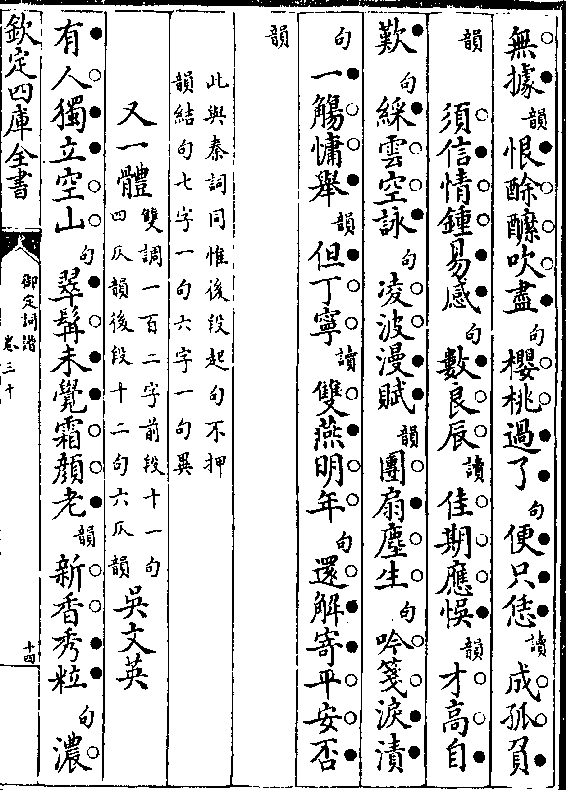 無據韻恨酴醾吹盡句櫻桃過了句便只恁讀成孤負
韻須信情鍾易感句數良辰讀佳期應悞韻才高自
歎句綵雲空詠句凌波漫賦韻團扇塵生句吟箋淚漬
句一觴慵舉韻但丁寧讀雙燕明年句還解寄平安否
韻
此與秦詞同惟後段起句不押
韻結句七字一句六字一句異
又一體雙調一百二字前段十一句
四仄韻後段十二句六仄韻吳文英
有人獨立空山句翠髯未覺霜顔老韻新香秀粒句濃
欽定四庫全書
御定詞譜
卷三十
十四